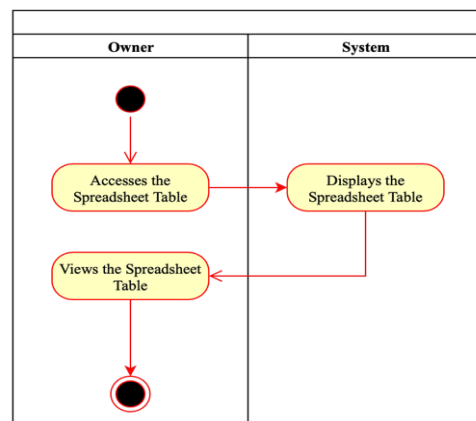 Owner
System
Accesses the
Spreadsheet Table
Displays the
Spreadsheet Table
Views the Spreadsheet
Table